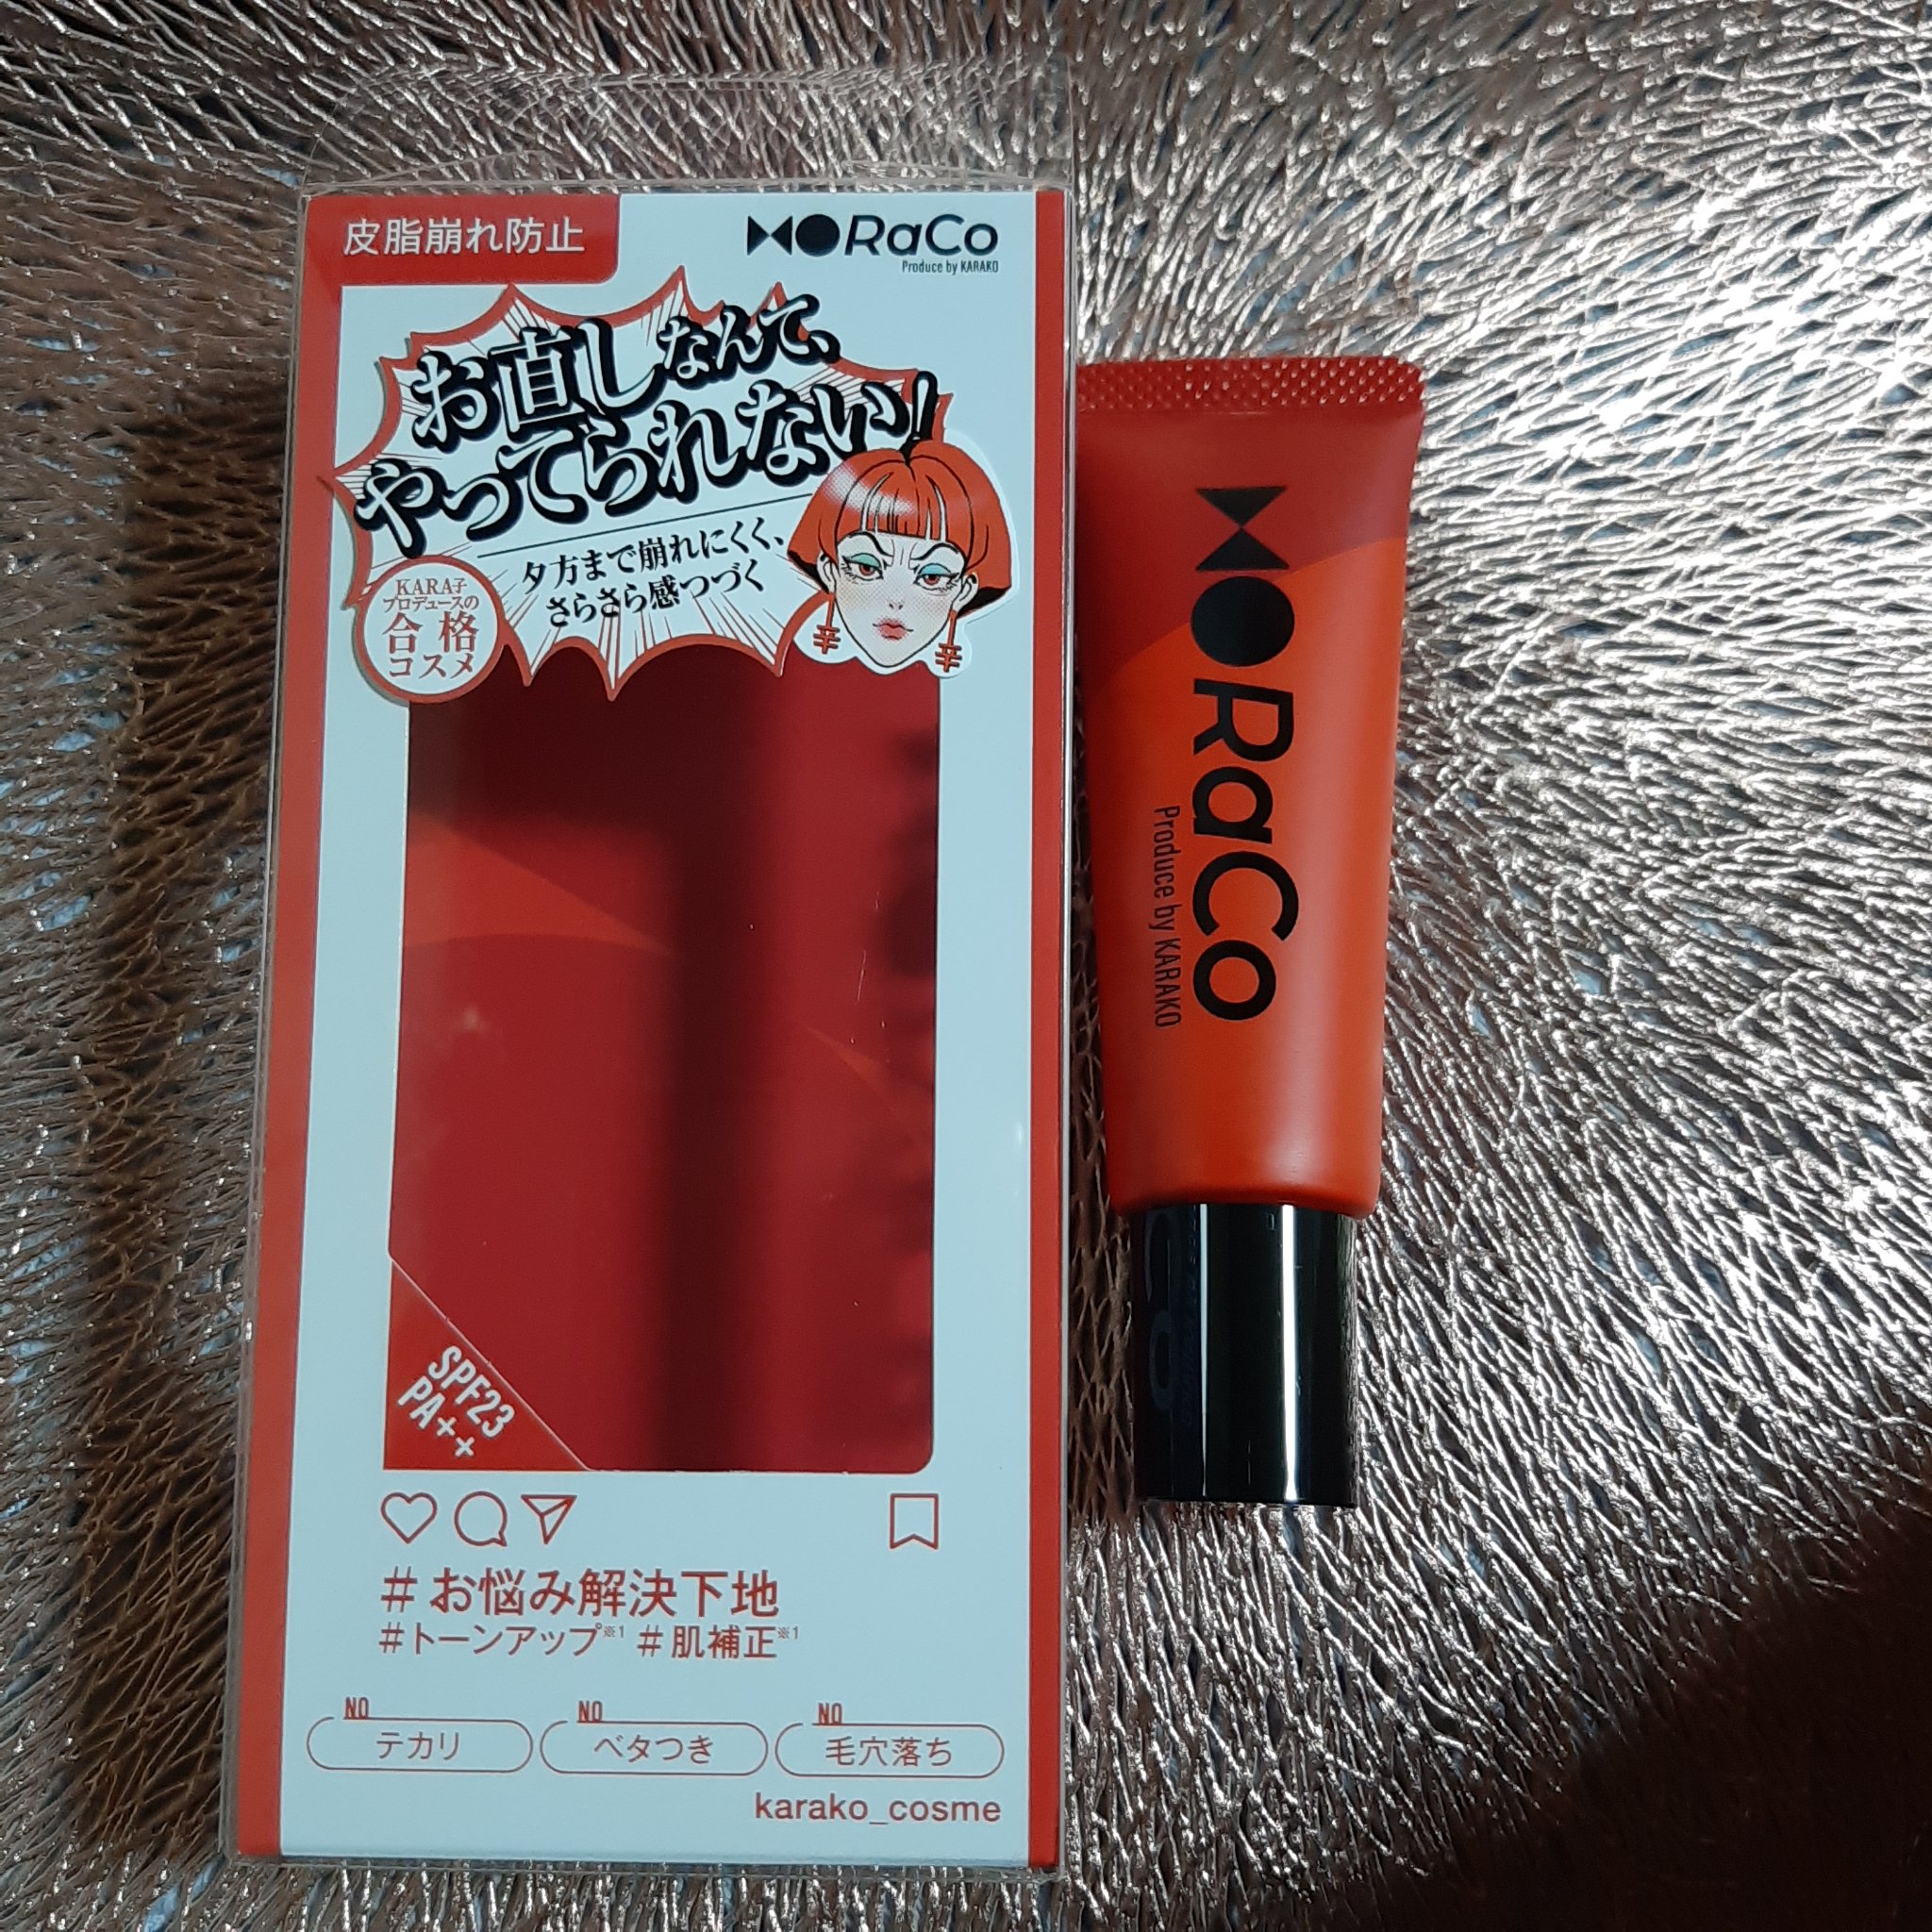 皮脂崩れ防止
MORaCo
Produce by KARAKO
お直しなんて、
やってられない!
夕方まで崩れにくく、
さらさら感つづく
KARA子
プロデュースの
合格
コスメ
辛 辛
SPF23
PA++
#お悩み解決下地
#トーンアップ※1 #肌補正※1
NO テカリ
NO ベタつき
NO 毛穴落ち
karako_cosme
MORaCo
Produce by KARAKO